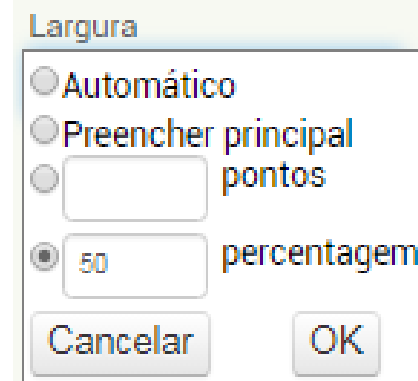 Largura
Automático
Preencher principal
pontos
50 percentagem
Cancelar OK